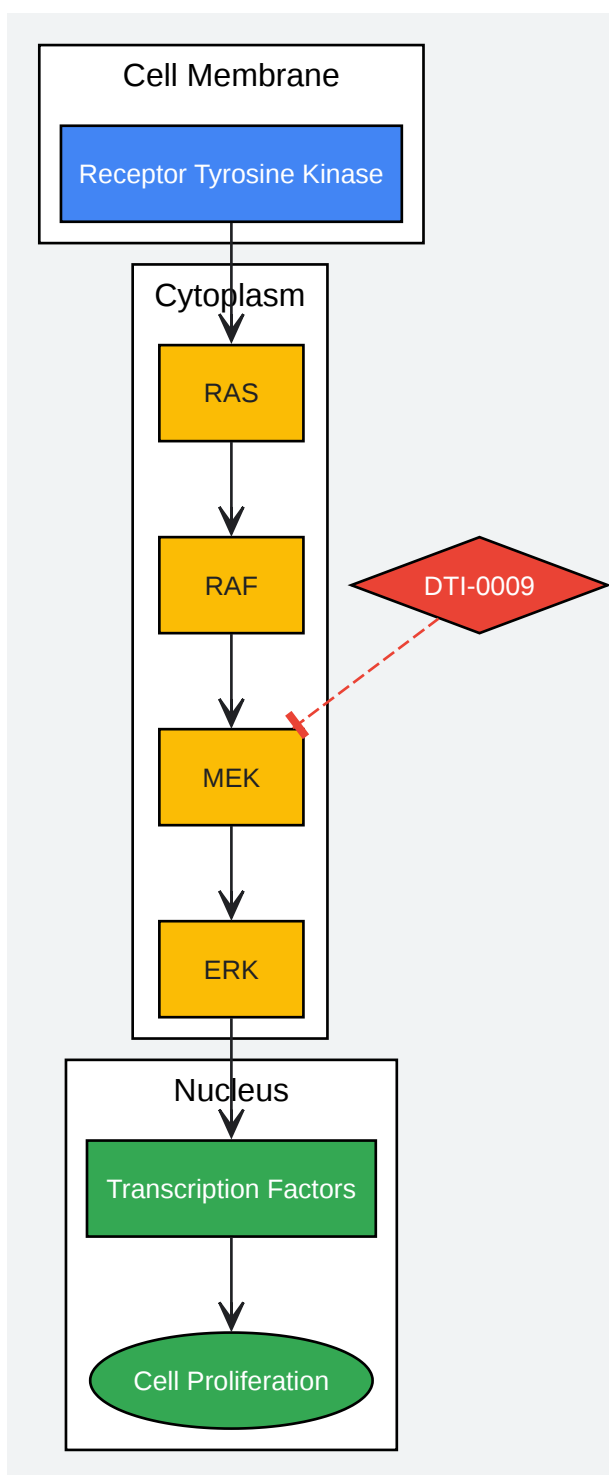 Cell Membrane
Receptor Tyrosine Kinase
Cytoplasm
RAS
RAF
DTI-0009
MEK
ERK
Nucleus
Transcription Factors
Cell Proliferation